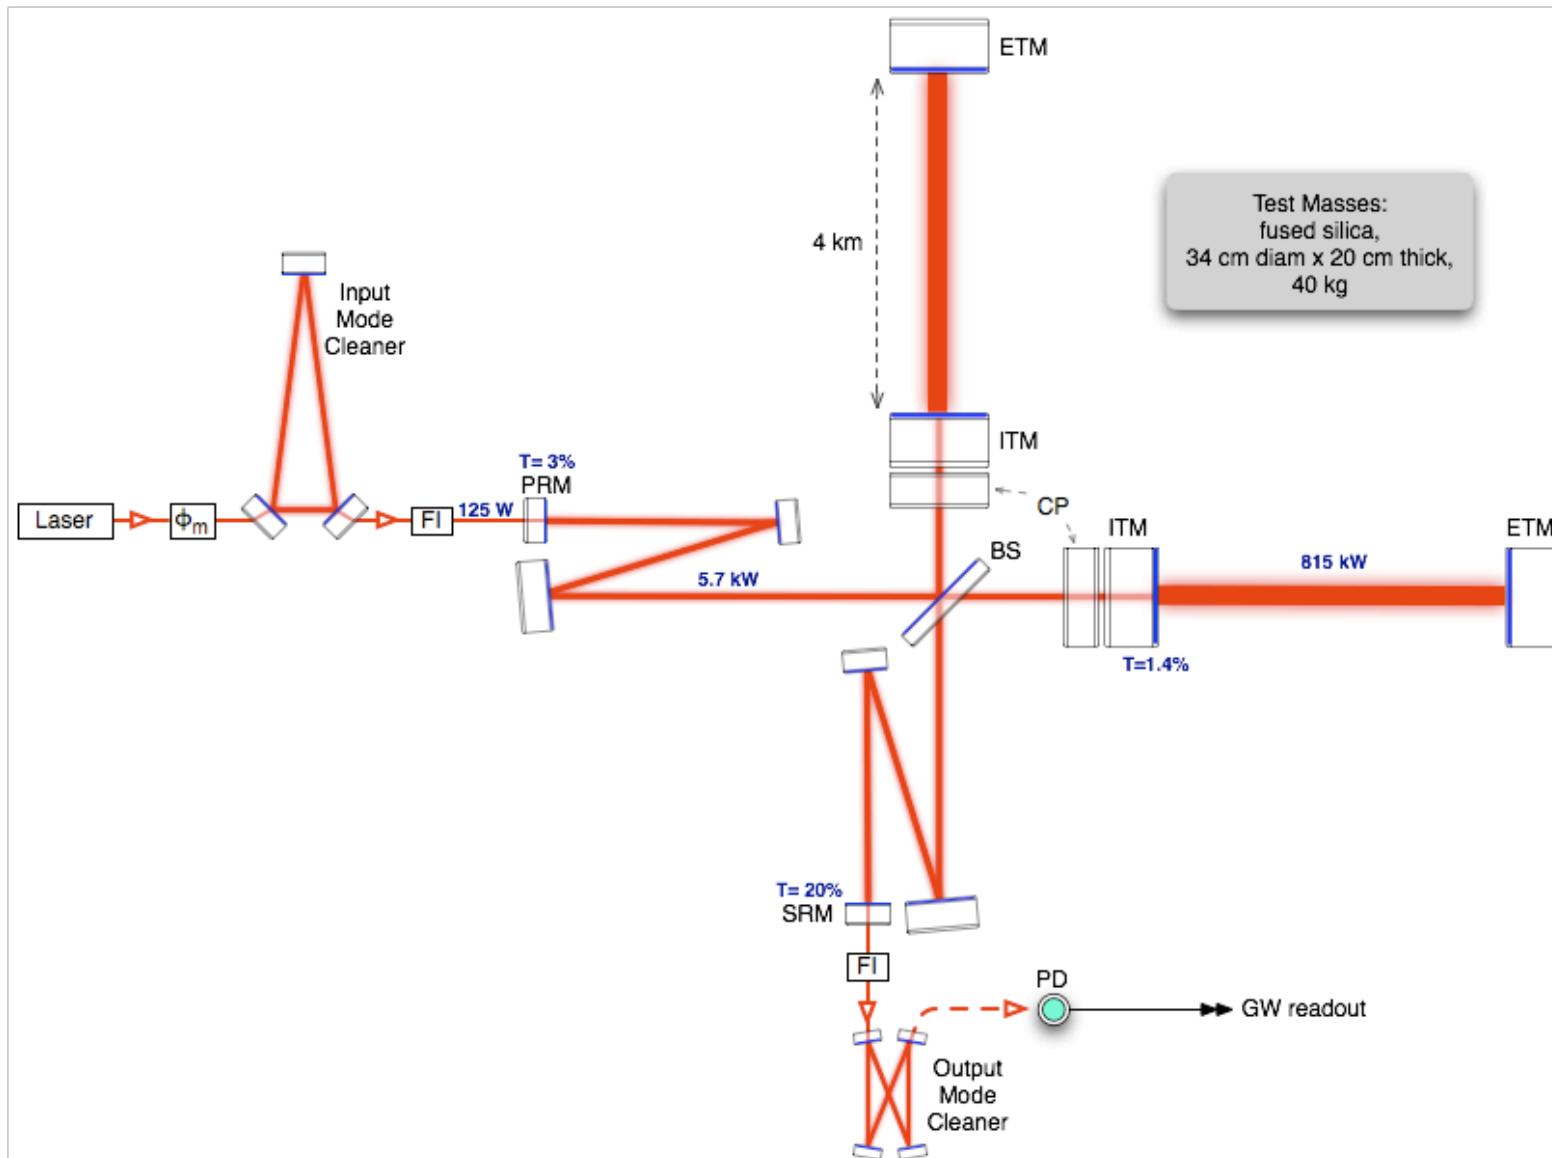 ETM
4 km
Test Masses:
fused silica,
34 cm diam x 20 cm thick,
40 kg
Input
Mode
Cleaner
ITM
T= 3%
PRM
CP
Laser
ϕm
FI
125 W
ITM
ETM
BS
5.7 kW
815 kW
T=1.4%
T= 20%
SRM
FI
PD
GW readout
Output
Mode
Cleaner